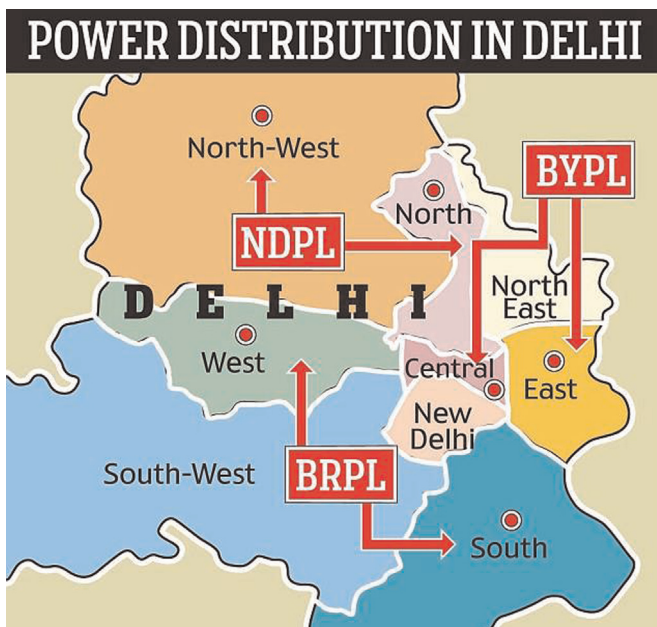 POWER DISTRIBUTION IN DELHI
North-West
BYPL
North
NDPL
North
East
DELHI
West
Central
East
New
Delhi
South-West
BRPL
South